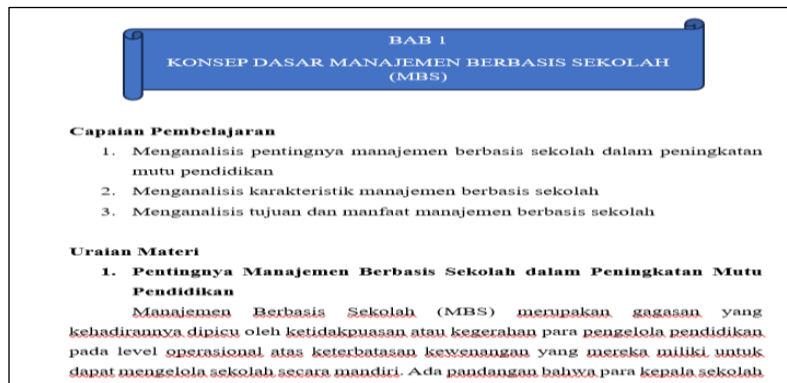 BAB 1
KONSEP DASAR MANAJEMEN BERBASIS SEKOLAH
(MBS)
Capaian Pembelajaran
1. Menganalisis pentingnya manajemen berbasis sekolah dalam peningkatan
mutu pendidikan
2. Menganalisis karakteristik manajemen berbasis sekolah
3. Menganalisis tujuan dan manfaat manajemen berbasis sekolah
Uraian Materi
1. Pentingnya Manajemen Berbasis Sekolah dalam Peningkatan Mutu
Pendidikan
Manajemen Berbasis Sekolah (MBS) merupakan gagasan yang
kehadirannya dipicu oleh ketidakpuasan atau kegerahan para pengelola pendidikan
pada level operasional atas keterbatasan kewenangan yang mereka miliki untuk
dapat mengelola sekolah secara mandiri. Ada pandangan bahwa para kepala sekolah